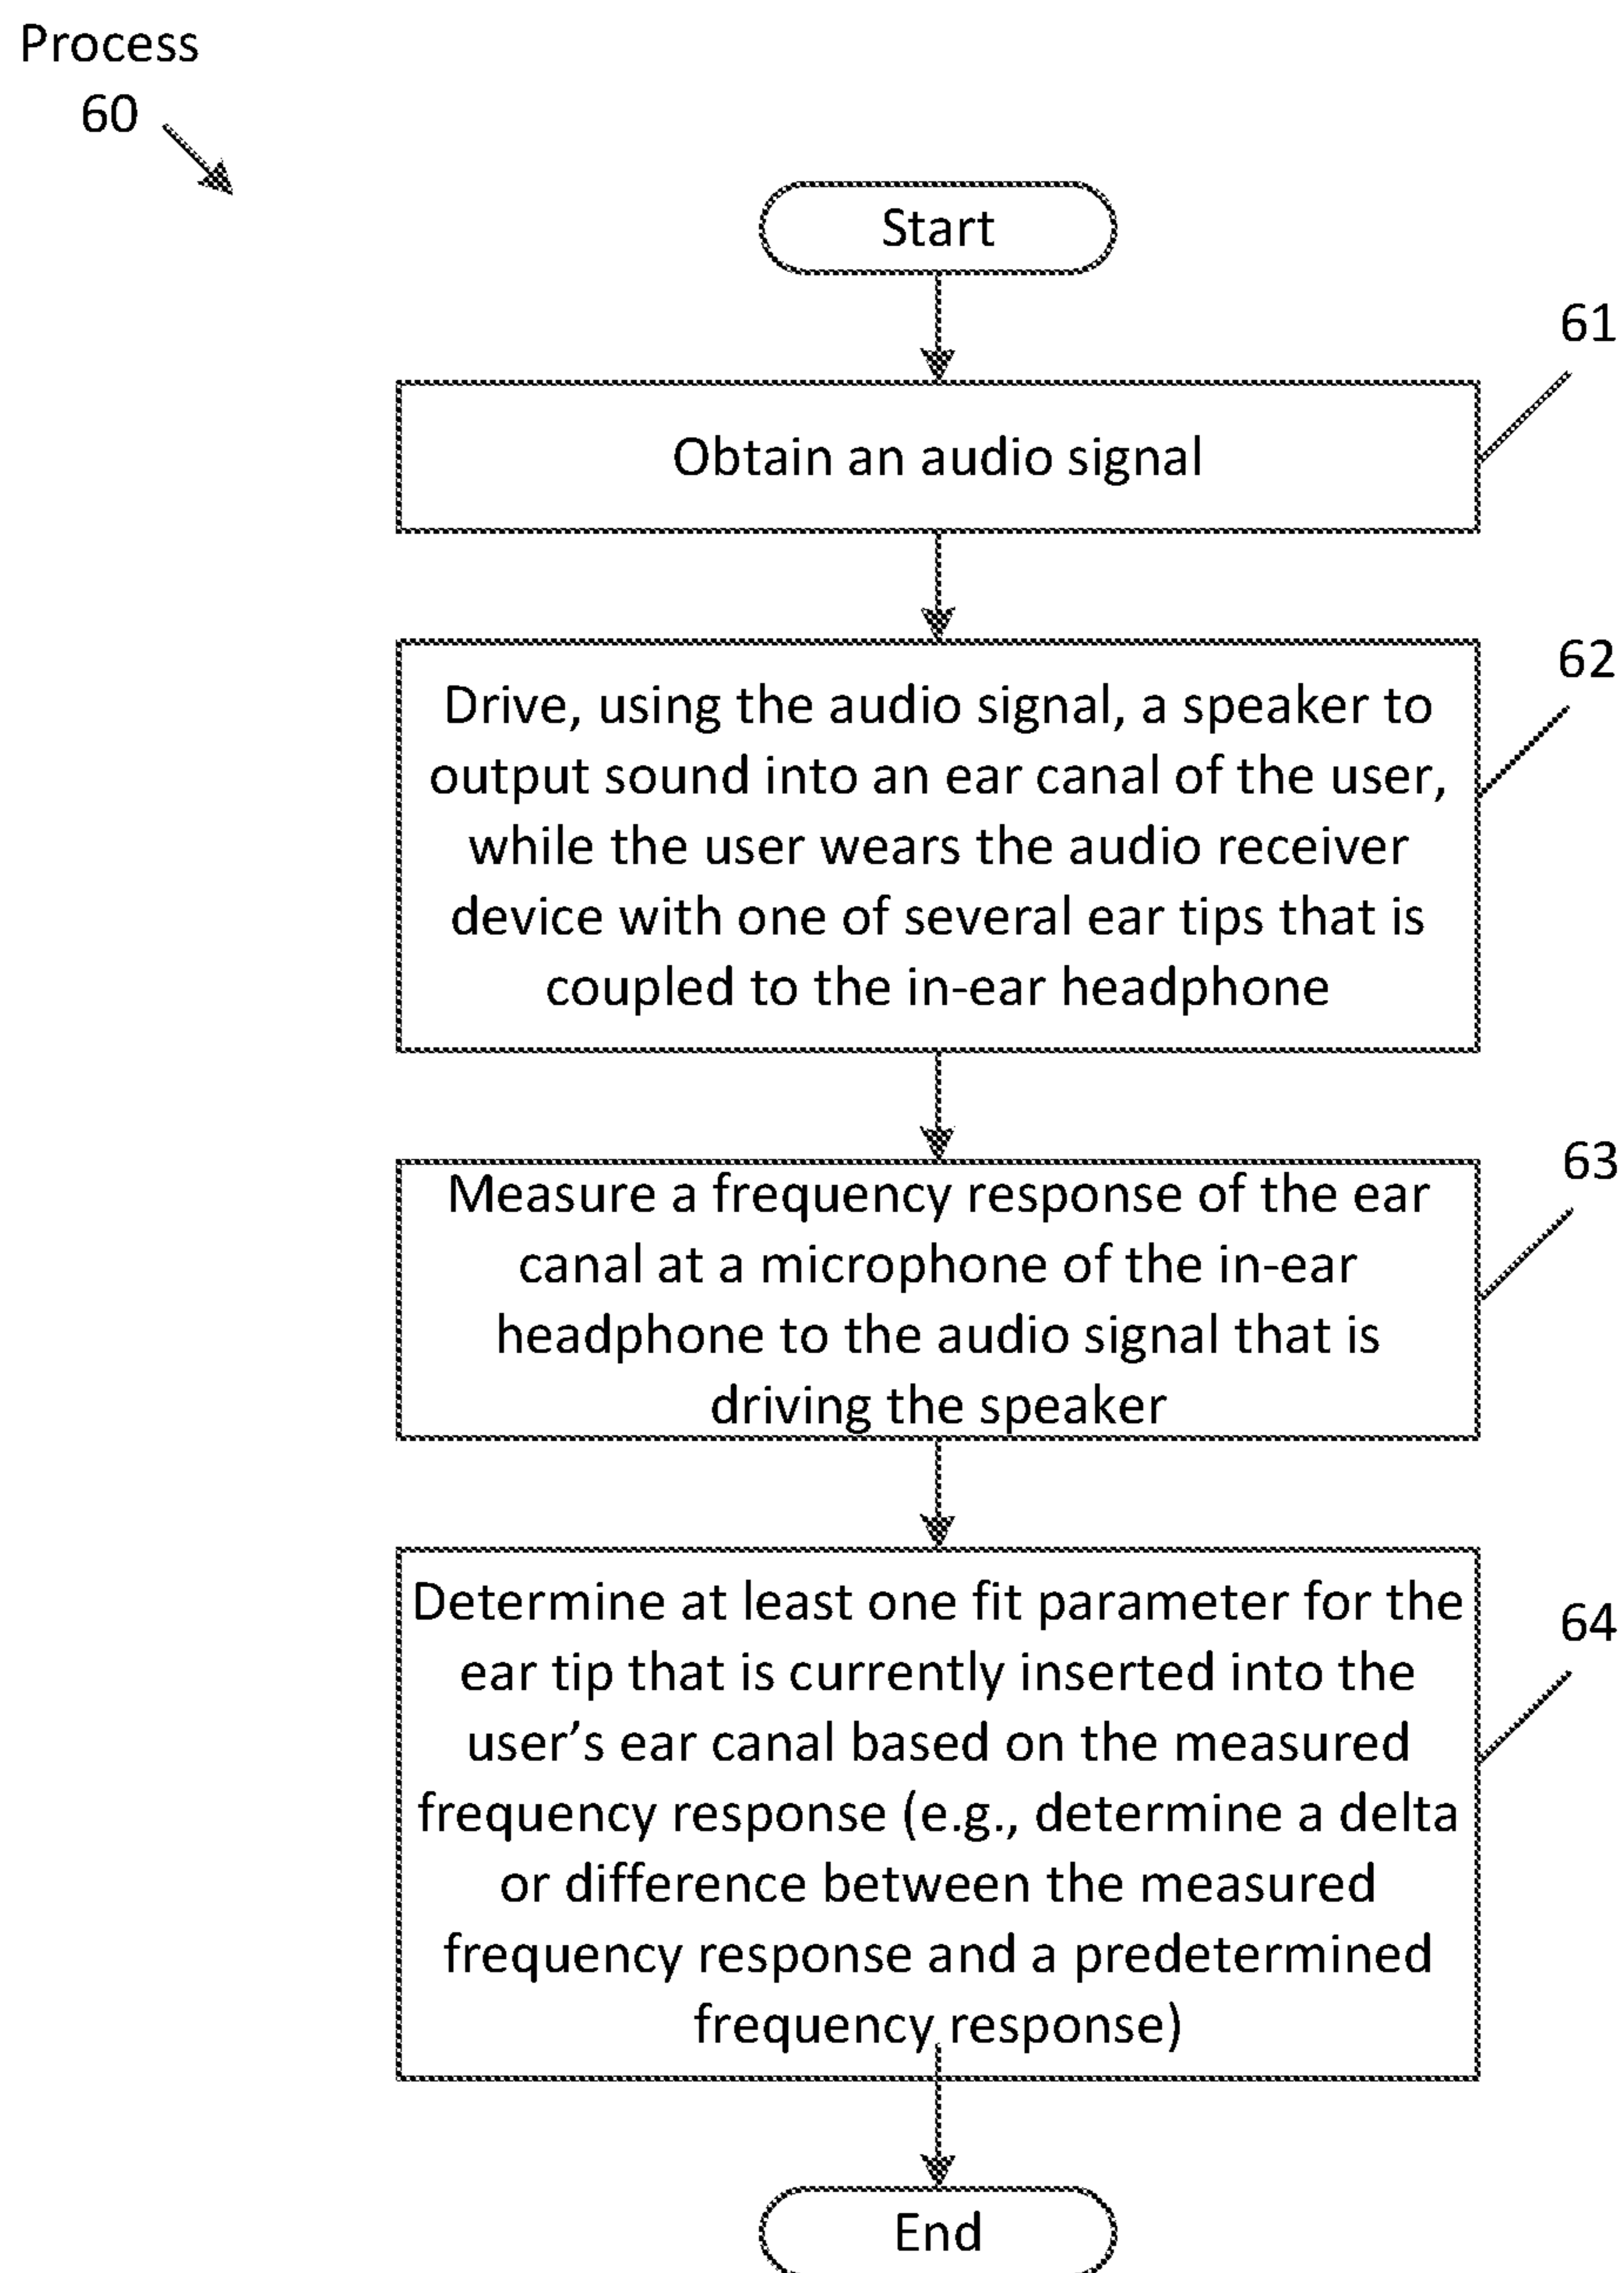 Process
60
Start
61
Obtain an audio signal
62
Drive, using the audio signal, a speaker to
output sound into an ear canal of the user,
while the user wears the audio receiver
device with one of several ear tips that is
coupled to the in-ear headphone
63
Measure a frequency response of the ear
canal at a microphone of the in-ear
headphone to the audio signal that is
driving the speaker
64
Determine at least one fit parameter for the
ear tip that is currently inserted into the
user’s ear canal based on the measured
frequency response (e.g., determine a delta
or difference between the measured
frequency response and a predetermined
frequency response)
End